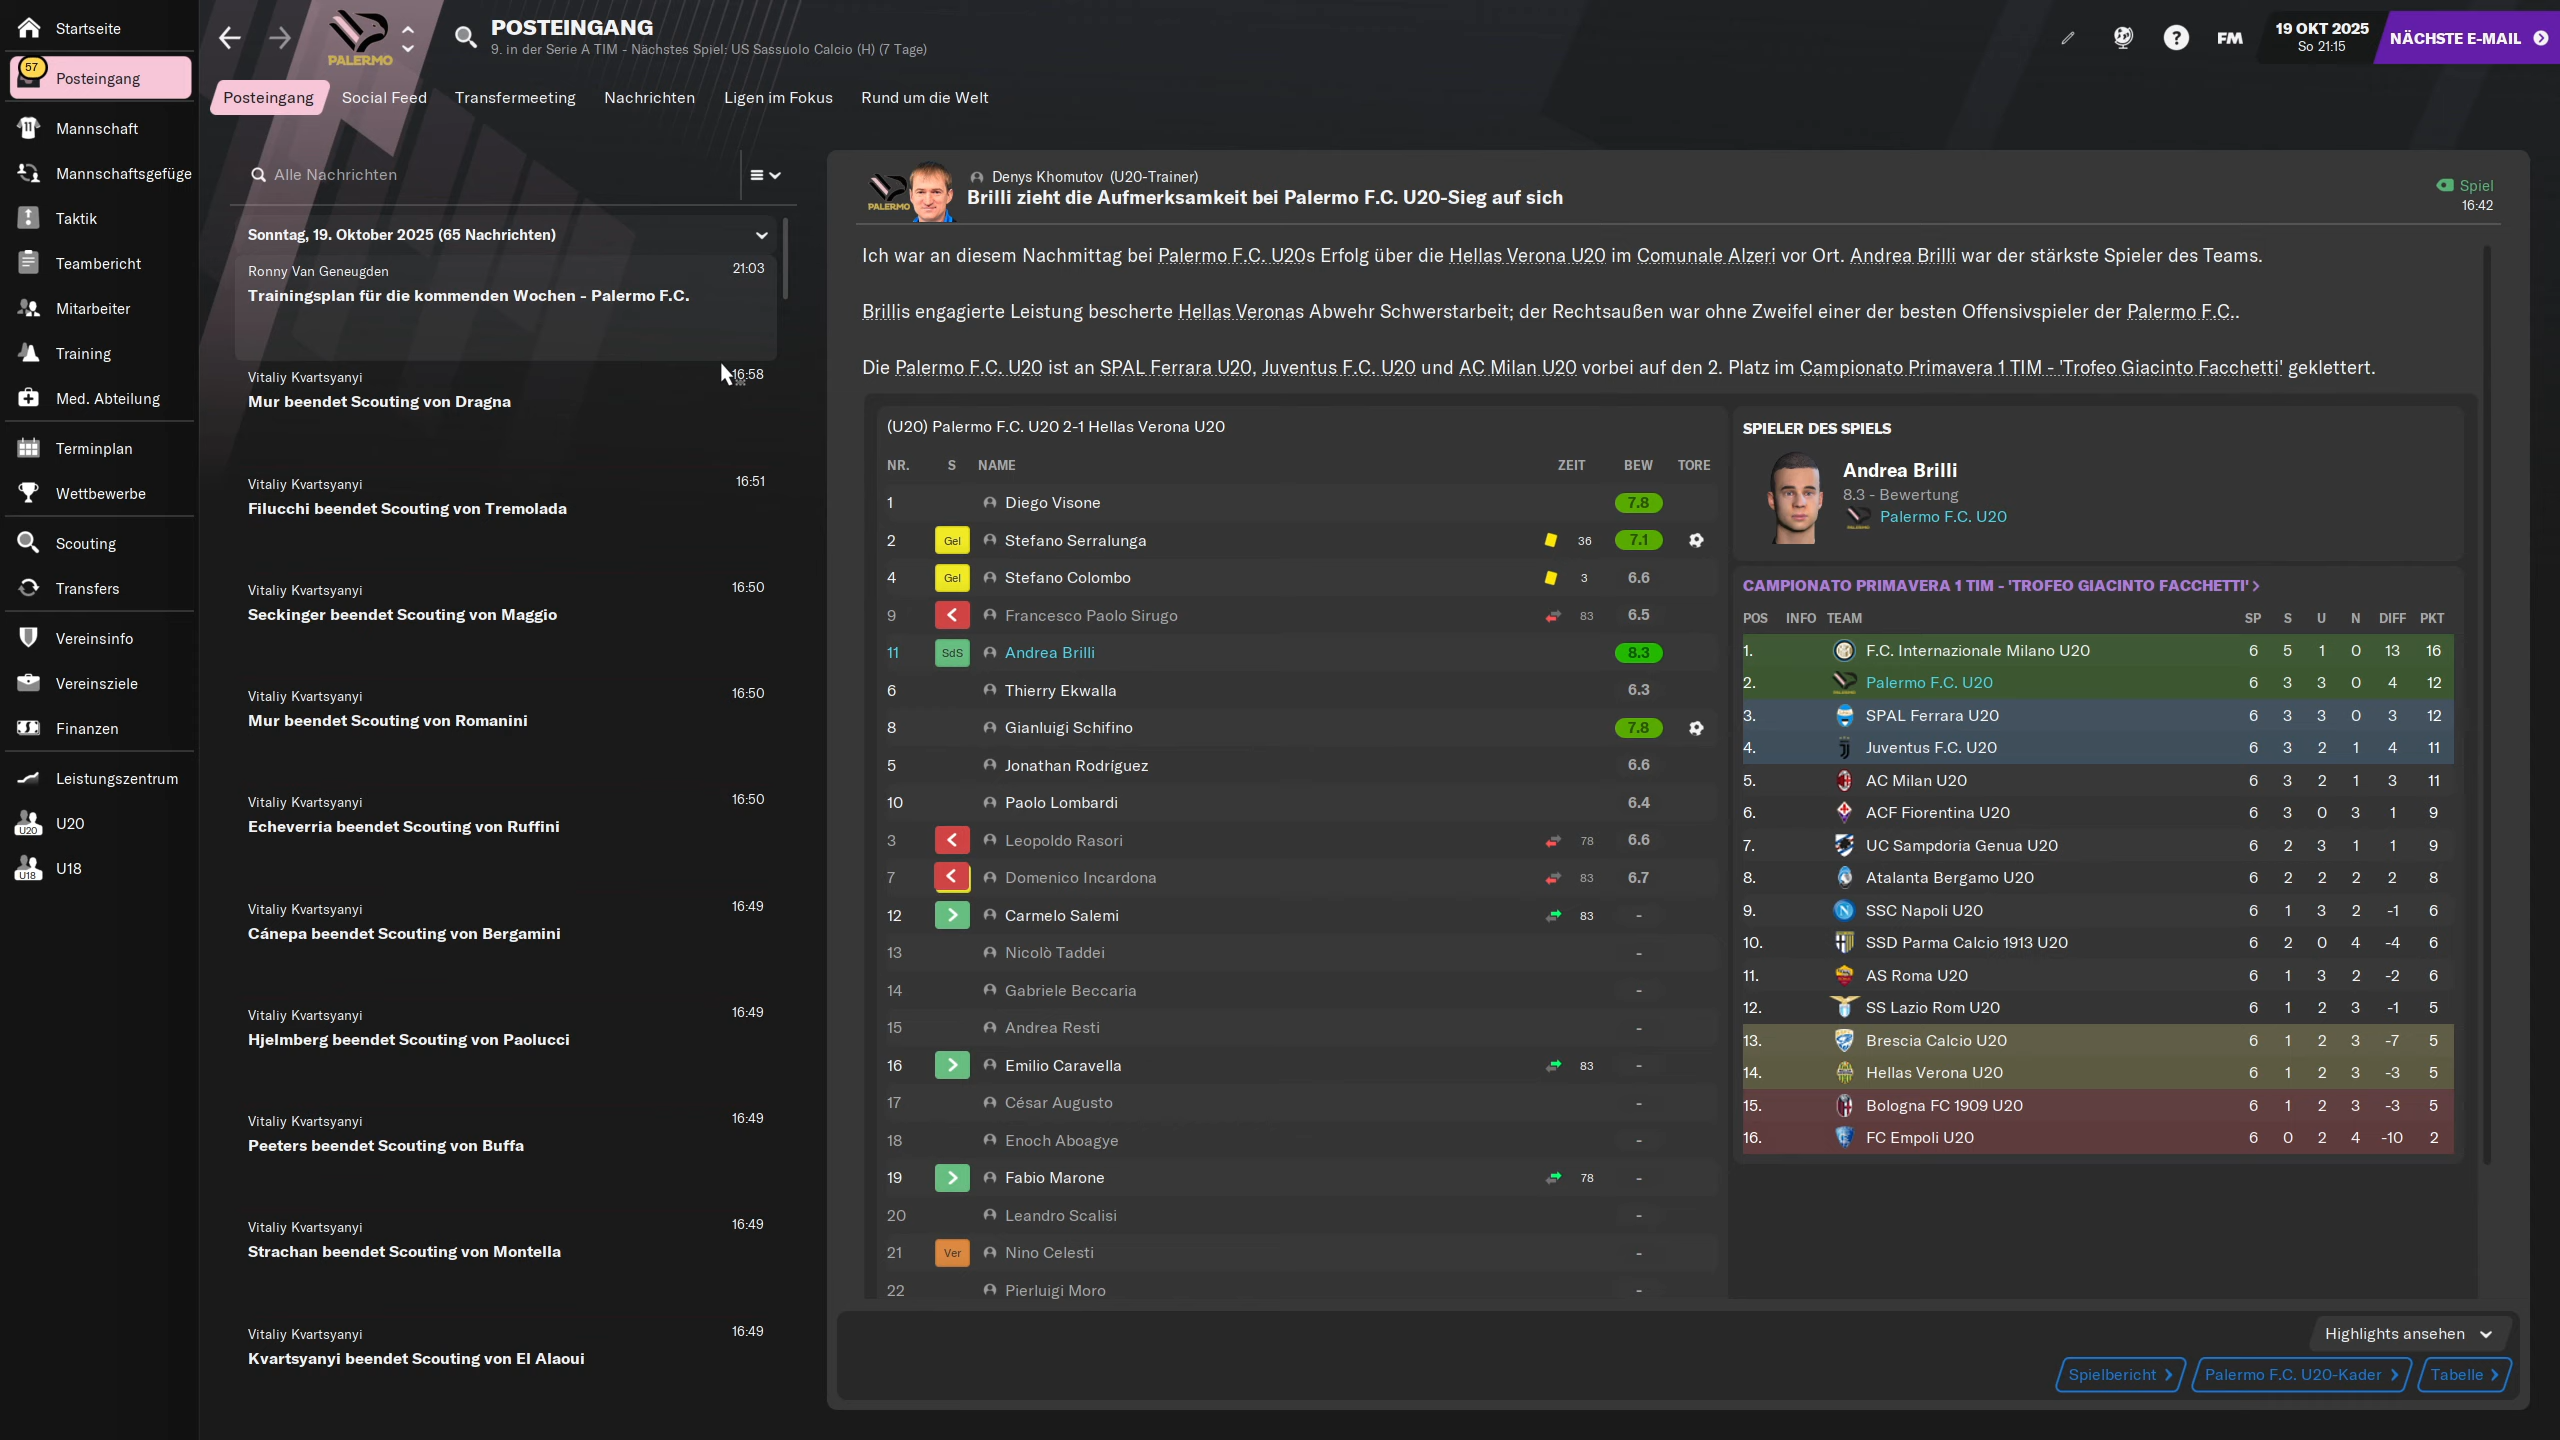 Startseite
57
Posteingang
Mannschaft
Mannschaftsgefüge
Taktik
Teambericht
Mitarbeiter
Training
Med. Abteilung
Terminplan
Wettbewerbe
Scouting
Transfers
Vereinsinfo
Vereinsziele
Finanzen
Leistungszentrum
U20
U20
U18
U18
PALERMO
POSTEINGANG
9. in der Serie A TIM - Nächstes Spiel: US Sassuolo Calcio (H) (7 Tage)
FM
19 OKT 2025
So 21:15
NÄCHSTE E-MAIL
Posteingang Social Feed Transfermeeting Nachrichten Ligen im Fokus Rund um die Welt
Alle Nachrichten
Sonntag, 19. Oktober 2025 (65 Nachrichten)
Ronny Van Geneugden 21:03
Trainingsplan für die kommenden Wochen - Palermo F.C.
Vitaliy Kvartsyanyi 16:58
Mur beendet Scouting von Dragna
Vitaliy Kvartsyanyi 16:51
Filucchi beendet Scouting von Tremolada
Vitaliy Kvartsyanyi 16:50
Seckinger beendet Scouting von Maggio
Vitaliy Kvartsyanyi 16:50
Mur beendet Scouting von Romanini
Vitaliy Kvartsyanyi 16:50
Echeverria beendet Scouting von Ruffini
Vitaliy Kvartsyanyi 16:49
Cánepa beendet Scouting von Bergamini
Vitaliy Kvartsyanyi 16:49
Hjelmberg beendet Scouting von Paolucci
Vitaliy Kvartsyanyi 16:49
Peeters beendet Scouting von Buffa
Vitaliy Kvartsyanyi 16:49
Strachan beendet Scouting von Montella
Vitaliy Kvartsyanyi 16:49
Kvartsyanyi beendet Scouting von El Alaoui
PALERMO
Denys Khomutov (U20-Trainer)
Brilli zieht die Aufmerksamkeit bei Palermo F.C. U20-Sieg auf sich
Spiel
16:42
Ich war an diesem Nachmittag bei Palermo F.C. U20s Erfolg über die Hellas Verona U20 im Comunale Alzeri vor Ort. Andrea Brilli war der stärkste Spieler des Teams.
Brillis engagierte Leistung bescherte Hellas Veronas Abwehr Schwerstarbeit; der Rechtsaußen war ohne Zweifel einer der besten Offensivspieler der Palermo F.C..
Die Palermo F.C. U20 ist an SPAL Ferrara U20, Juventus F.C. U20 und AC Milan U20 vorbei auf den 2. Platz im Campionato Primavera 1 TIM - 'Trofeo Giacinto Facchetti' geklettert.
(U20) Palermo F.C. U20 2-1 Hellas Verona U20
NR. S NAME ZEIT BEW TORE
1 Diego Visone 7.8
2 Gel Stefano Serralunga 36 7.1
4 Gel Stefano Colombo 3 6.6
9 Francesco Paolo Sirugo 83 6.5
11 SdS Andrea Brilli 8.3
6 Thierry Ekwalla 6.3
8 Gianluigi Schifino 7.8
5 Jonathan Rodríguez 6.6
10 Paolo Lombardi 6.4
3 Leopoldo Rasori 78 6.6
7 Domenico Incardona 83 6.7
12 Carmelo Salemi 83 -
13 Nicolò Taddei -
14 Gabriele Beccaria -
15 Andrea Resti -
16 Emilio Caravella 83 -
17 César Augusto -
18 Enoch Aboagye -
19 Fabio Marone 78 -
20 Leandro Scalisi -
21 Ver Nino Celesti -
22 Pierluigi Moro -
SPIELER DES SPIELS
Andrea Brilli
8.3 - Bewertung
Palermo F.C. U20
CAMPIONATO PRIMAVERA 1 TIM - 'TROFEO GIACINTO FACCHETTI'
POS INFO TEAM SP S U N DIFF PKT
1. F.C. Internazionale Milano U20 6 5 1 0 13 16
2. Palermo F.C. U20 6 3 3 0 4 12
3. SPAL Ferrara U20 6 3 3 0 3 12
4. Juventus F.C. U20 6 3 2 1 4 11
5. AC Milan U20 6 3 2 1 3 11
6. ACF Fiorentina U20 6 3 0 3 1 9
7. UC Sampdoria Genua U20 6 2 3 1 1 9
8. Atalanta Bergamo U20 6 2 2 2 2 8
9. SSC Napoli U20 6 1 3 2 -1 6
10. SSD Parma Calcio 1913 U20 6 2 0 4 -4 6
11. AS Roma U20 6 1 3 2 -2 6
12. SS Lazio Rom U20 6 1 2 3 -1 5
13. Brescia Calcio U20 6 1 2 3 -7 5
14. Hellas Verona U20 6 1 2 3 -3 5
15. Bologna FC 1909 U20 6 1 2 3 -3 5
16. FC Empoli U20 6 0 2 4 -10 2
Highlights ansehen
Spielbericht Palermo F.C. U20-Kader Tabelle